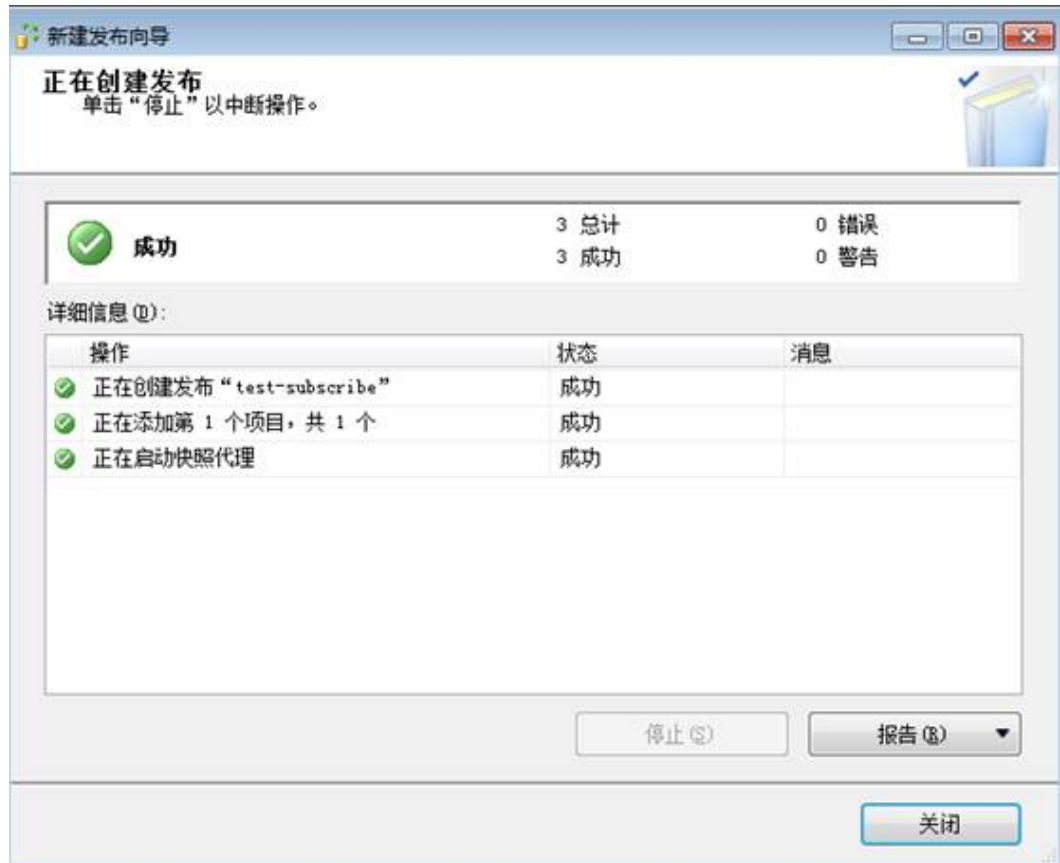 新建发布向导
正在创建发布
单击“停止”以中断操作。
成功 3 总计 0 错误
3 成功 0 警告
详细信息(D):
操作 状态 消息
正在创建发布“test-subscribe” 成功
正在添加第 1 个项目，共 1 个 成功
正在启动快照代理 成功
停止(S) 报告(R)
关闭